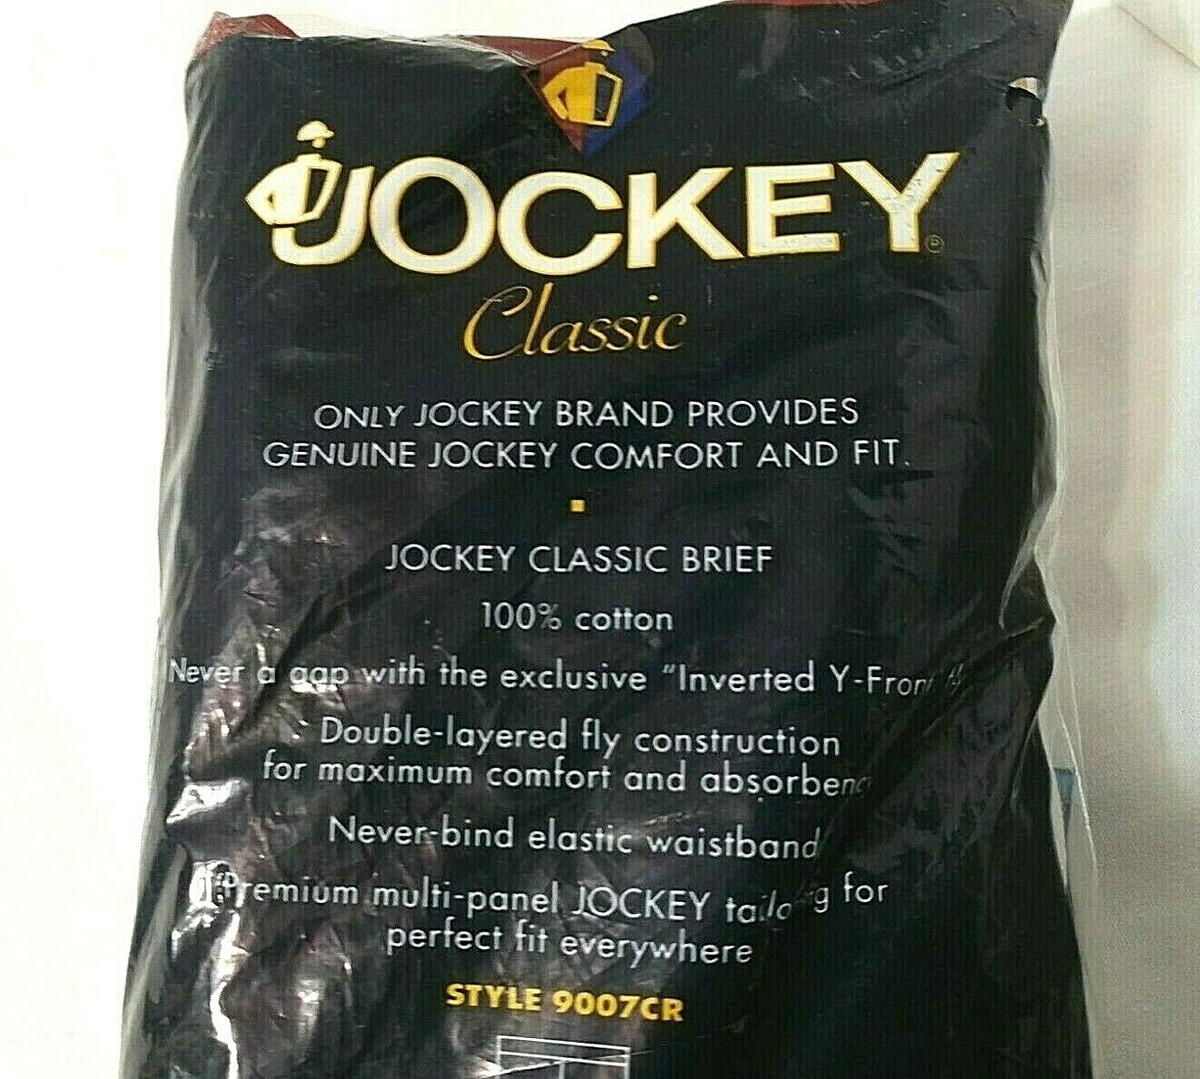 JOCKEY®
Classic
ONLY JOCKEY BRAND PROVIDES
GENUINE JOCKEY COMFORT AND FIT.
JOCKEY CLASSIC BRIEF
100% cotton
Never a gap with the exclusive "Inverted Y-Front
Double-layered fly construction
for maximum comfort and
Never-bind elastic waistband
Premium multi-panel JOCKEY for
perfect fit everywhere
STYLE 9007CR